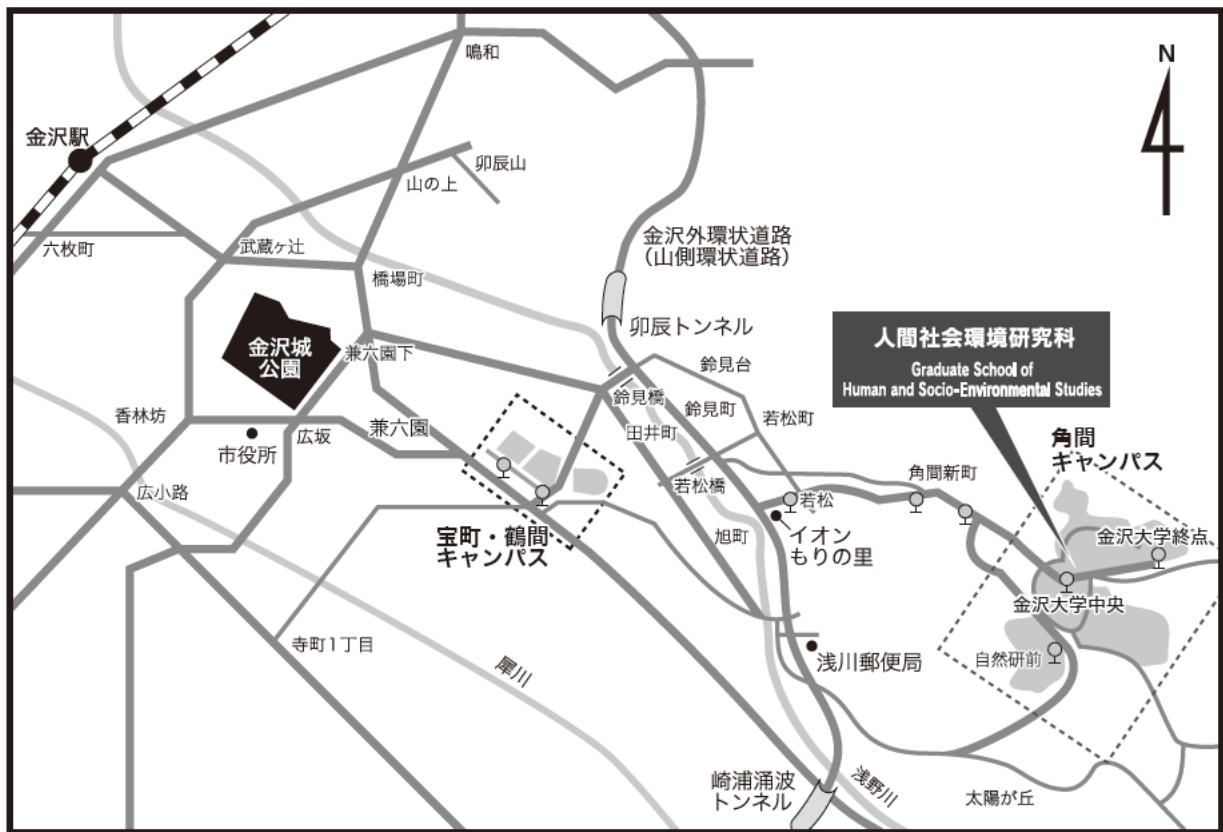 鳴和
N
金沢駅
卯辰山
山の上
金沢外環状道路
(山側環状道路)
六枚町
武蔵ヶ辻
橋場町
卯辰トンネル
人間社会環境研究科
Graduate School of
Human and Socio-Environmental Studies
金沢城
公園
兼六園下
鈴見台
鈴見橋
鈴見町
若松町
香林坊
市役所
広坂
兼六園
田井町
角間
キャンパス
角間新町
若松橋
若松
広小路
宝町・鶴間
キャンパス
旭町
イオン
もりの里
金沢大学終点
金沢大学中央
寺町1丁目
犀川
浅川郵便局
自然研前
崎浦涌波
トンネル
浅野川
太陽が丘